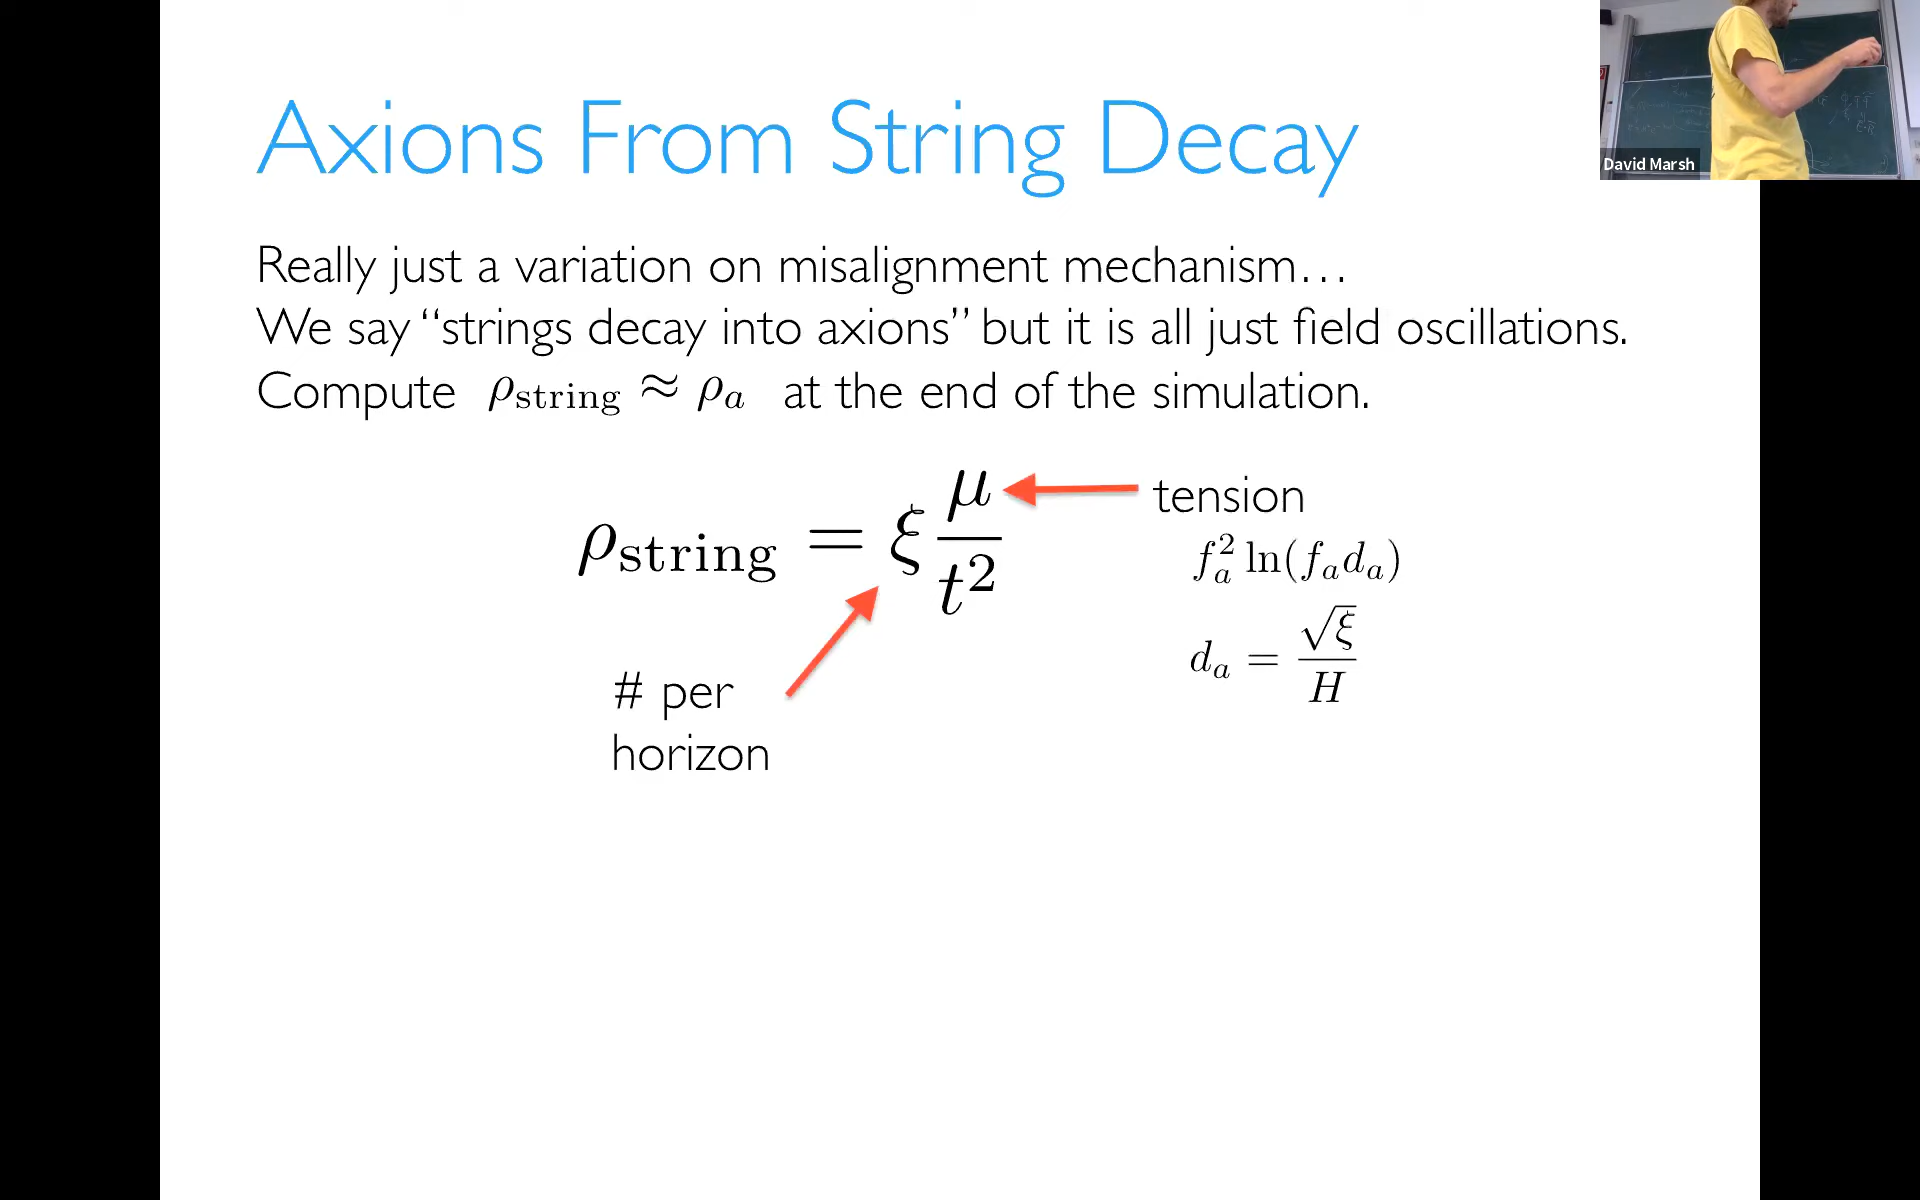 Axions From String Decay
David Marsh
Really just a variation on misalignment mechanism...
We say “strings decay into axions” but it is all just field oscillations.
Compute ρ_string ≈ ρ_a at the end of the simulation.
ρ_string = ξ μ/t²
tension
f_a² ln(f_a d_a)
d_a = √ξ/H
# per
horizon